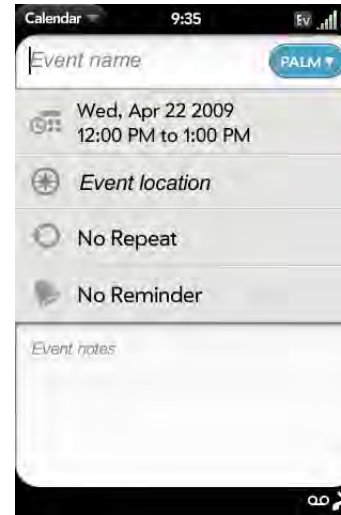 Calendar
9:35
Ev
Event name
PALM
Wed, Apr 22 2009
12:00 PM to 1:00 PM
Event location
No Repeat
No Reminder
Event notes